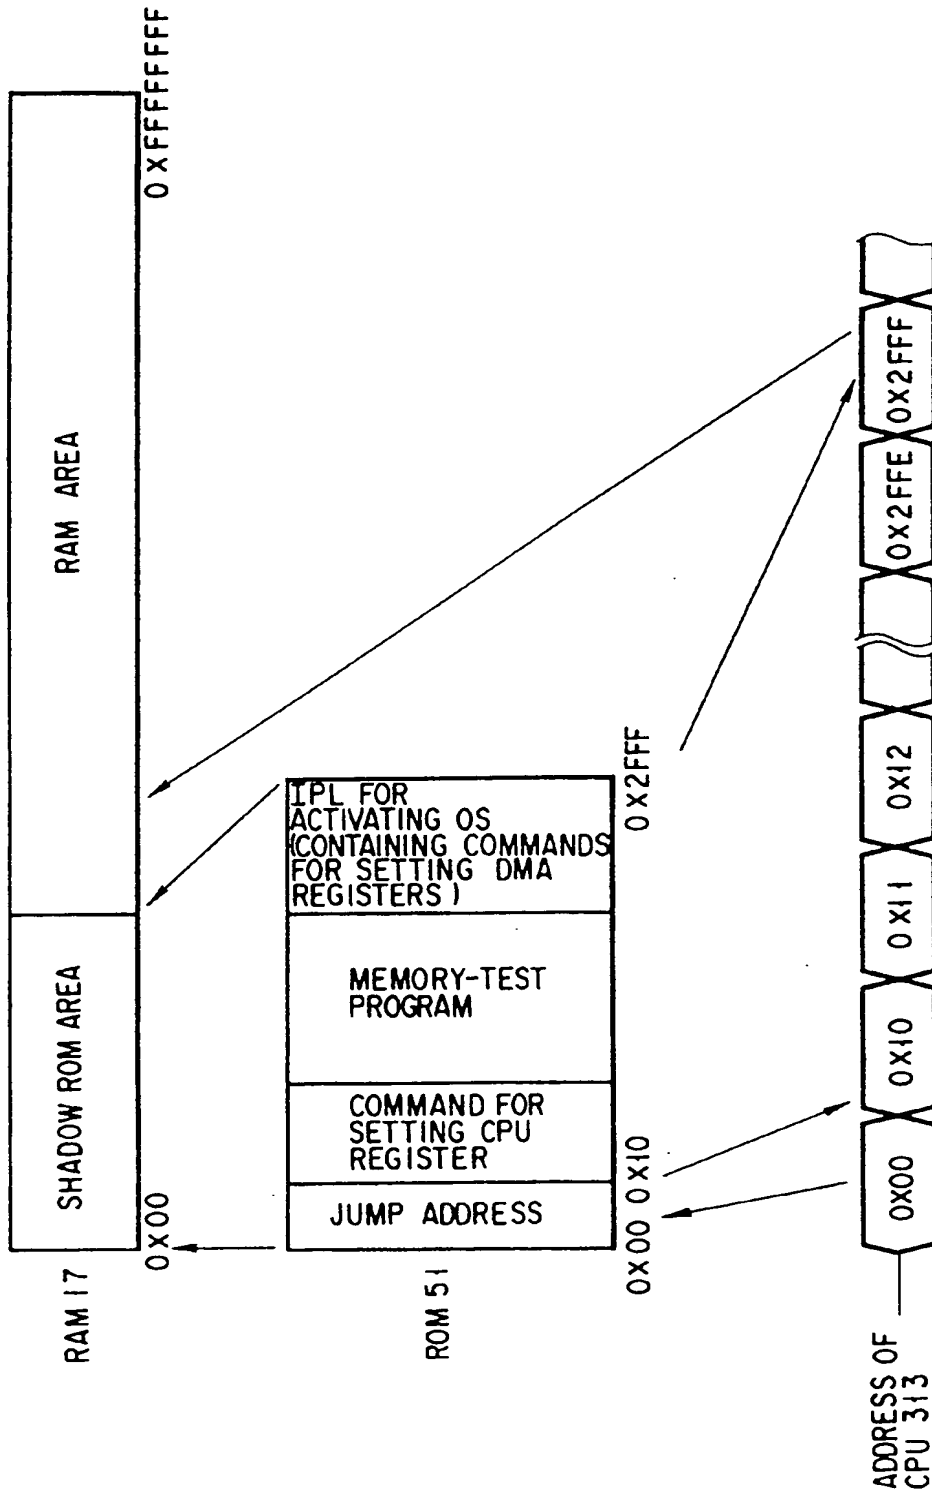 RAM 17
SHADOW ROM AREA
RAM AREA
0X00
0XFFFFFFFF
ROM 51
JUMP ADDRESS
COMMAND FOR
SETTING CPU
REGISTER
MEMORY-TEST
PROGRAM
IPL FOR
ACTIVATING OS
(CONTAINING COMMANDS
FOR SETTING DMA
REGISTERS)
0X00 0X10
0X2FFF
ADDRESS OF
CPU 313
0X00
0X10
0X11
0X12
0X2FFE
0X2FFF